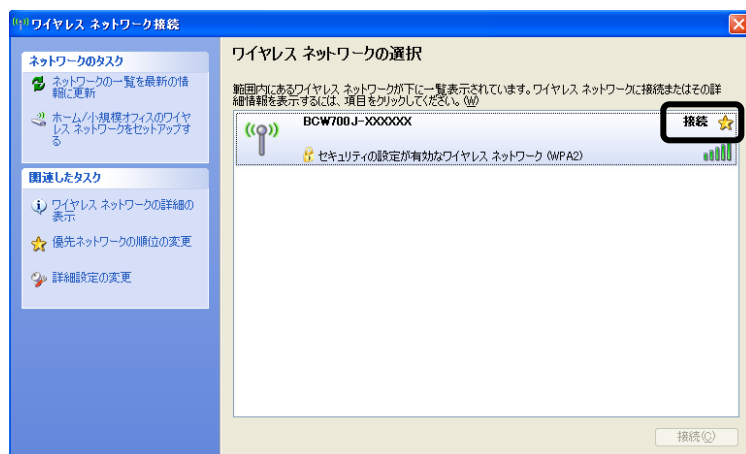 ワイヤレス ネットワーク接続
ネットワークのタスク
ネットワークの一覧を最新の情
報に更新
ホーム/小規模オフィスのワイヤ
レス ネットワークをセットアップす
る
関連したタスク
ワイヤレス ネットワークの詳細の
表示
優先ネットワークの順位の変更
詳細設定の変更
ワイヤレス ネットワークの選択
範囲内にあるワイヤレス ネットワークが下に一覧表示されています。ワイヤレス ネットワークに接続またはその詳
細情報を表示するには、項目をクリックしてください。(W)
BCW700J-XXXXXX
接続
セキュリティの設定が有効なワイヤレス ネットワーク (WPA2)
接続(C)